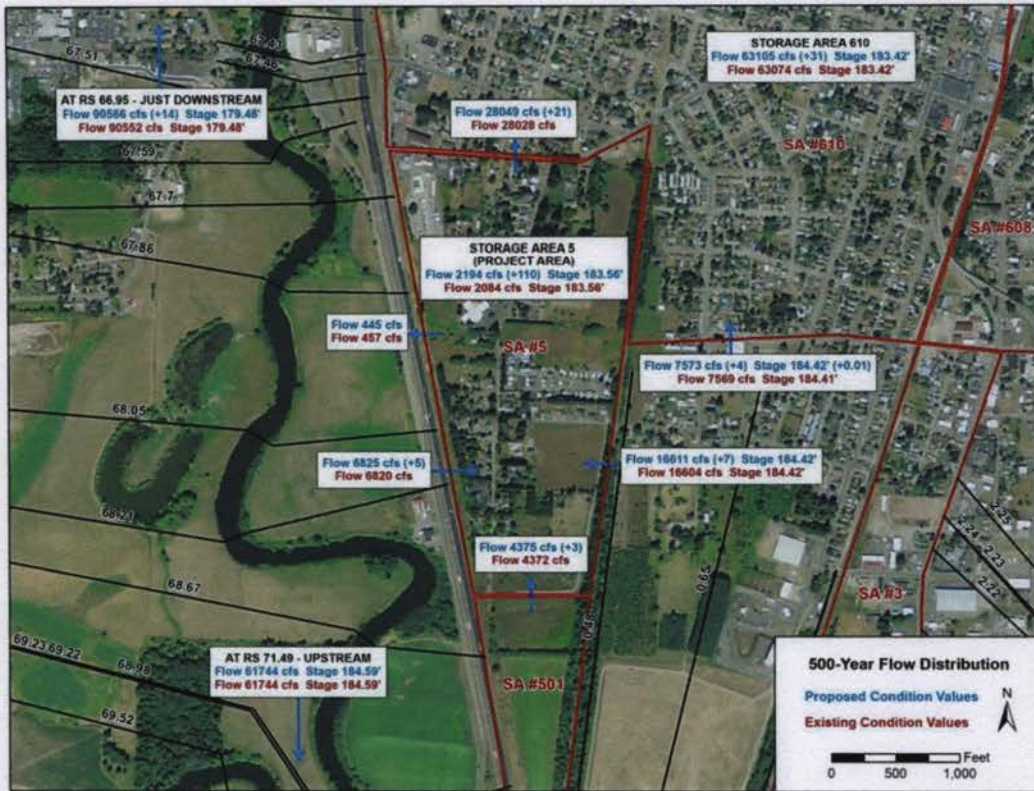 67.51
67.43
67.46
AT RS 66.95 - JUST DOWNSTREAM
Flow 90566 cfs (+14) Stage 179.48'
Flow 90552 cfs Stage 179.48'
STORAGE AREA 610
Flow 63105 cfs (+31) Stage 183.42'
Flow 63074 cfs Stage 183.42'
Flow 28049 cfs (+21)
Flow 28028 cfs
67.59
SA #610
67.7
67.86
SA #608
STORAGE AREA 5
(PROJECT AREA)
Flow 2194 cfs (+110) Stage 183.56'
Flow 2084 cfs Stage 183.56'
Flow 445 cfs
Flow 457 cfs
SA #5
Flow 7573 cfs (+4) Stage 184.42' (+0.01)
Flow 7569 cfs Stage 184.41'
68.05
Flow 6825 cfs (+5)
Flow 6820 cfs
Flow 16611 cfs (+7) Stage 184.42'
Flow 16604 cfs Stage 184.42'
68.21
2.25
2.24
2.23
2.22
Flow 4375 cfs (+3)
Flow 4372 cfs
68.67
0.65
0.48
SA #3
69.23
69.22
68.98
AT RS 71.49 - UPSTREAM
Flow 61744 cfs Stage 184.59'
Flow 61744 cfs Stage 184.59'
SA #501
69.52
500-Year Flow Distribution
Proposed Condition Values
Existing Condition Values
N
Feet
0 500 1,000